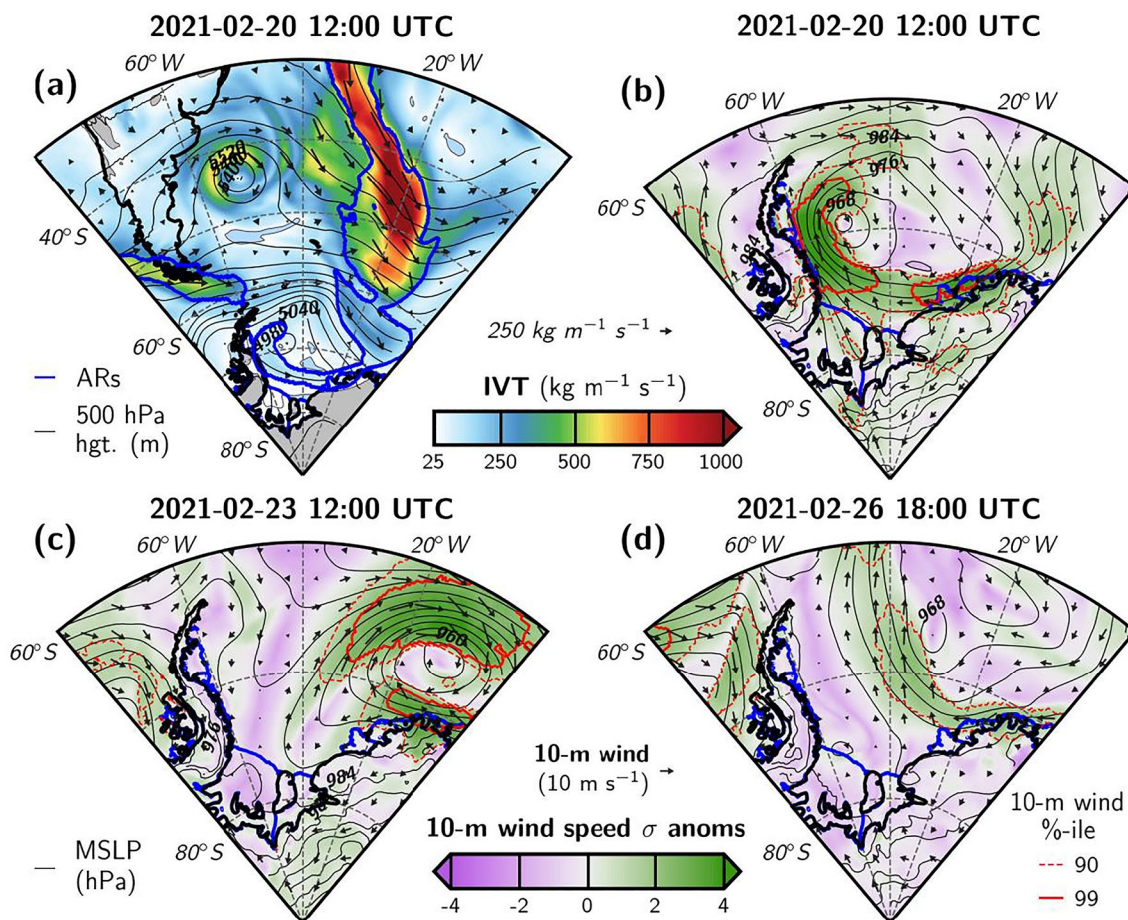 2021-02-20 12:00 UTC
2021-02-20 12:00 UTC
(a)
60°W
20°W
40°S
60°S
80°S
5040
4980
ARs
500 hPa
hgt. (m)
250 kg m⁻¹ s⁻¹
IVT (kg m⁻¹ s⁻¹)
25 250 500 750 1000
(b)
60°W
20°W
60°S
80°S
984
976
968
984
2021-02-23 12:00 UTC
2021-02-26 18:00 UTC
(c)
60°W
20°W
60°S
80°S
960
976
984
MSLP
(hPa)
10-m wind
(10 m s⁻¹)
10-m wind speed σ anoms
-4 -2 0 2 4
(d)
60°W
20°W
60°S
80°S
968
10-m wind
%-ile
90
99